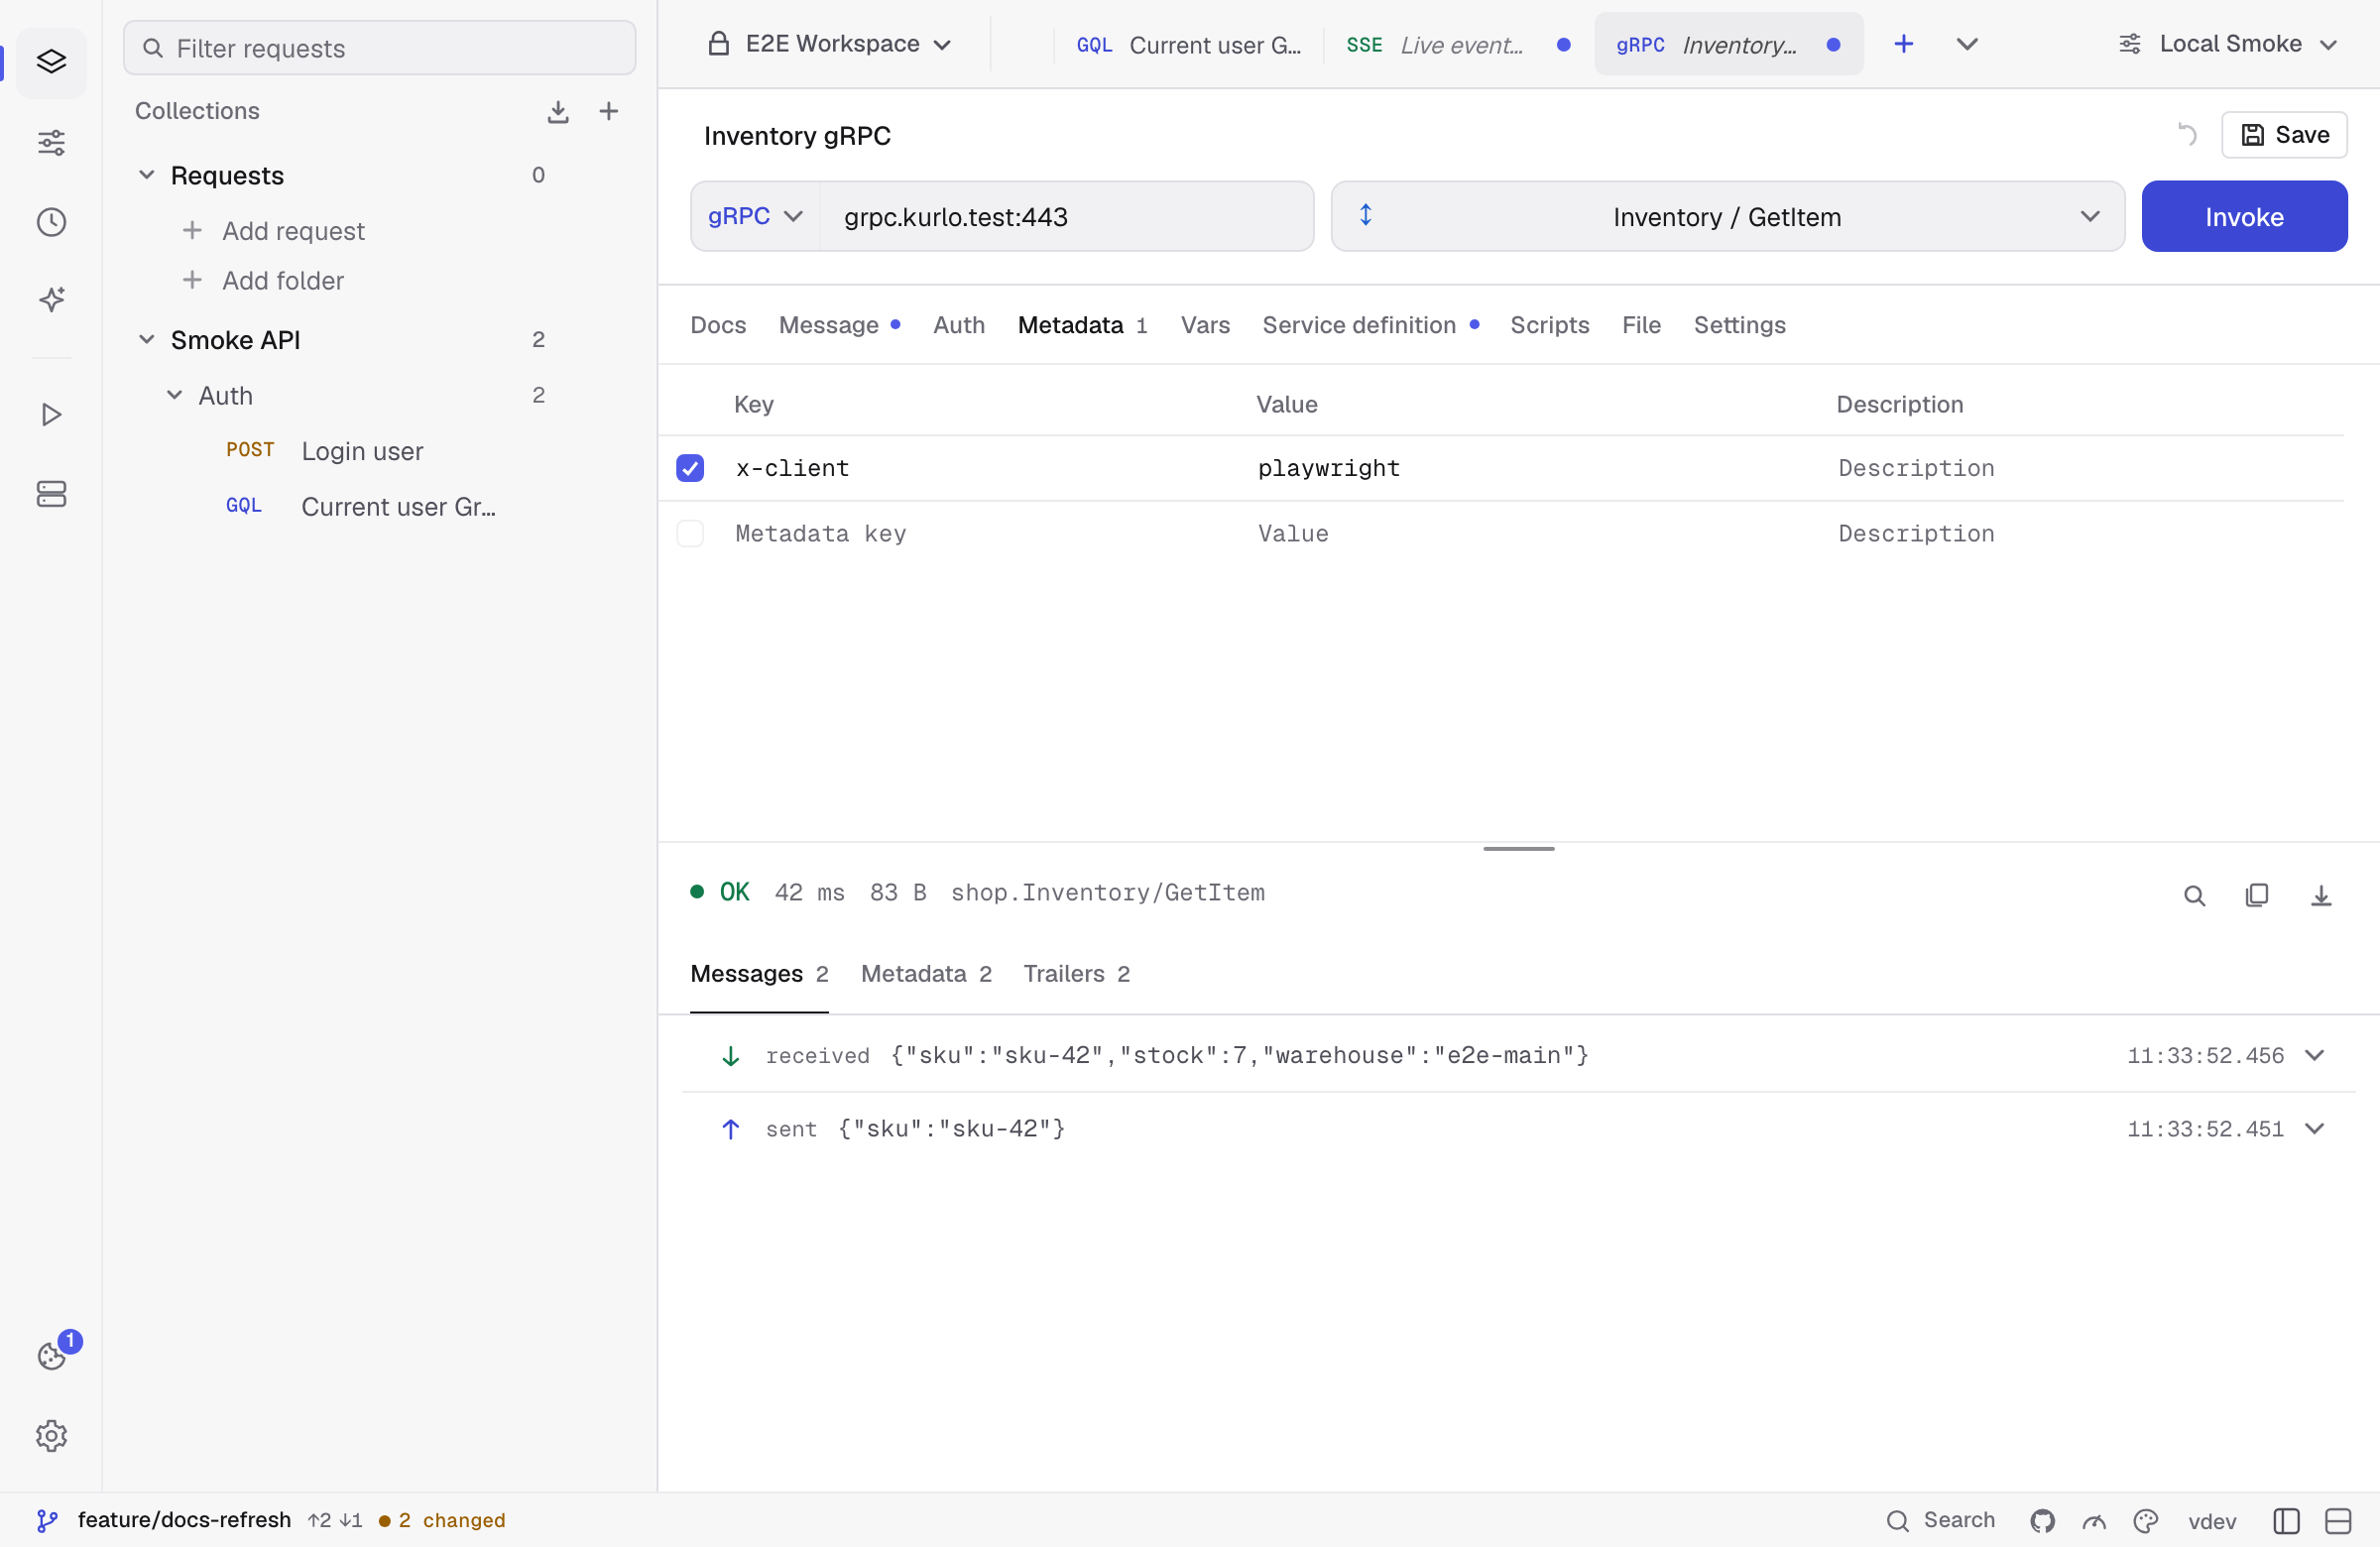 Filter requests
Collections
Requests 0
Add request
Add folder
Smoke API 2
Auth 2
POST Login user
GQL Current user Gr...
1
E2E Workspace
GQL Current user G...
SSE Live event...
gRPC Inventory...
Local Smoke
Inventory gRPC
Save
gRPC grpc.kurlo.test:443
Inventory / GetItem
Invoke
Docs Message Auth Metadata 1 Vars Service definition Scripts File Settings
Key Value Description
x-client playwright Description
Metadata key Value Description
OK 42 ms 83 B shop.Inventory/GetItem
Messages 2 Metadata 2 Trailers 2
received {"sku":"sku-42","stock":7,"warehouse":"e2e-main"} 11:33:52.456
sent {"sku":"sku-42"} 11:33:52.451
feature/docs-refresh ↑2 ↓1 2 changed
Search vdev